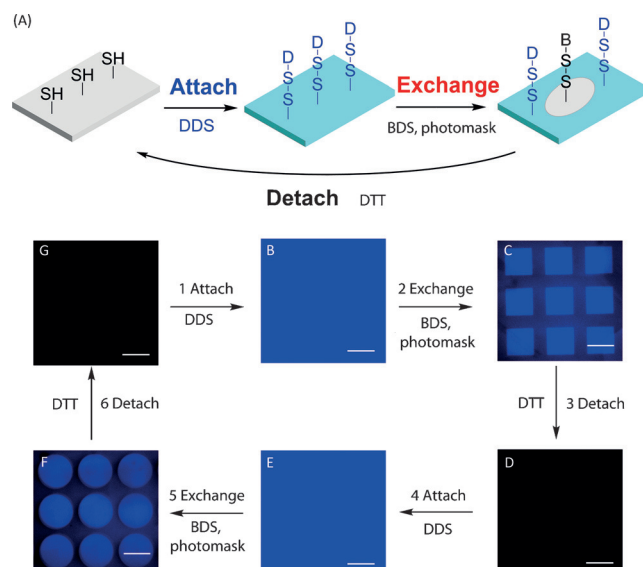 (A)
SH
SH
SH
Attach
DDS
D
S
S
D
S
S
D
S
S
Exchange
BDS, photomask
D
S
S
B
S
S
D
S
S
Detach DTT
G
1 Attach
DDS
B
2 Exchange
BDS,
photomask
C
DTT 6 Detach
DTT 3 Detach
F
5 Exchange
BDS,
photomask
E
4 Attach
DDS
D